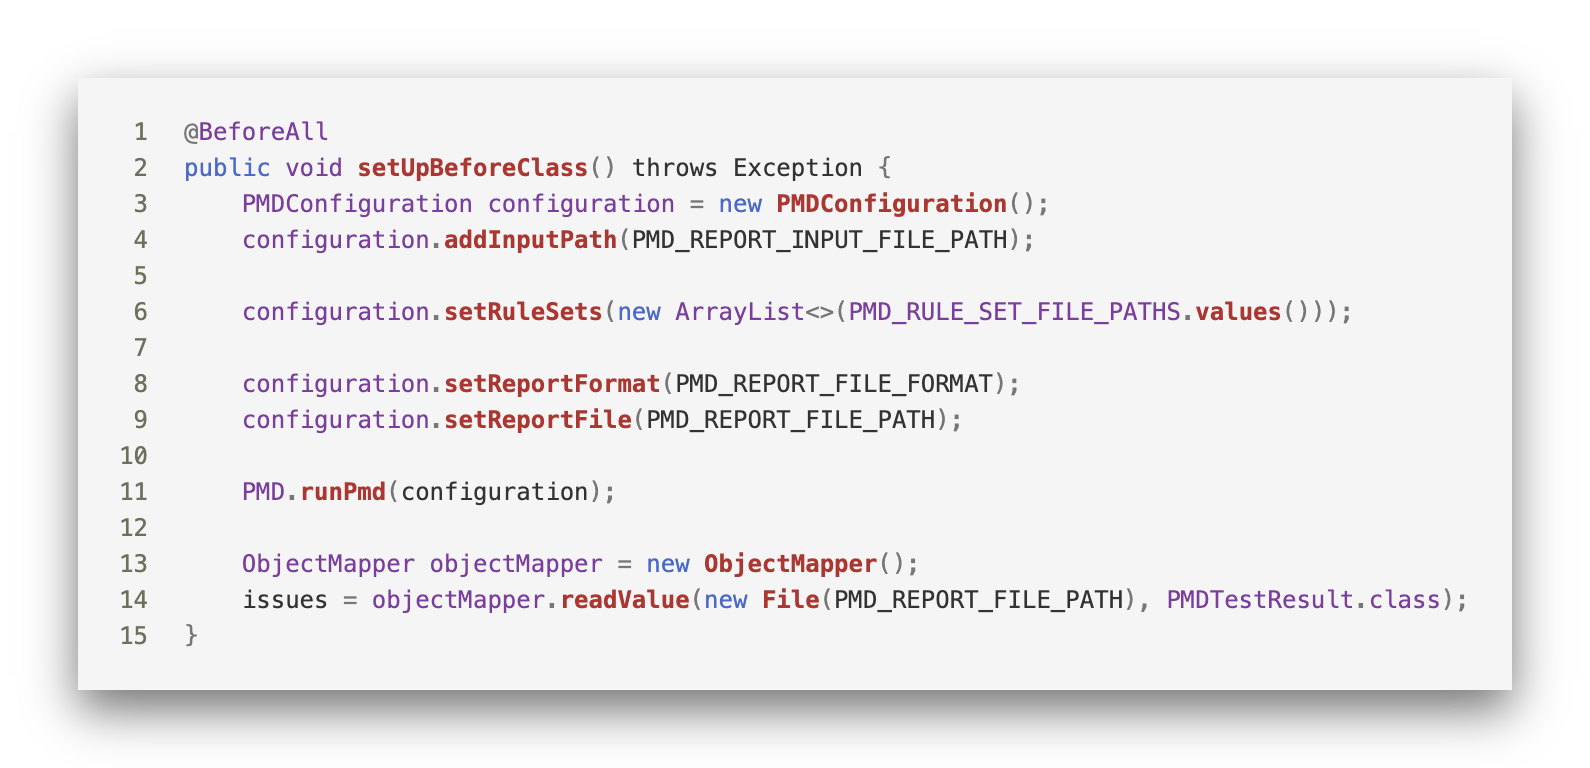 1 @BeforeAll
2 public void setUpBeforeClass() throws Exception {
3     PMDConfiguration configuration = new PMDConfiguration();
4     configuration.addInputPath(PMD_REPORT_INPUT_FILE_PATH);
5
6     configuration.setRuleSets(new ArrayList<>(PMD_RULE_SET_FILE_PATHS.values()));
7
8     configuration.setReportFormat(PMD_REPORT_FILE_FORMAT);
9     configuration.setReportFile(PMD_REPORT_FILE_PATH);
10
11     PMD.runPmd(configuration);
12
13     ObjectMapper objectMapper = new ObjectMapper();
14     issues = objectMapper.readValue(new File(PMD_REPORT_FILE_PATH), PMDTestResult.class);
15 }